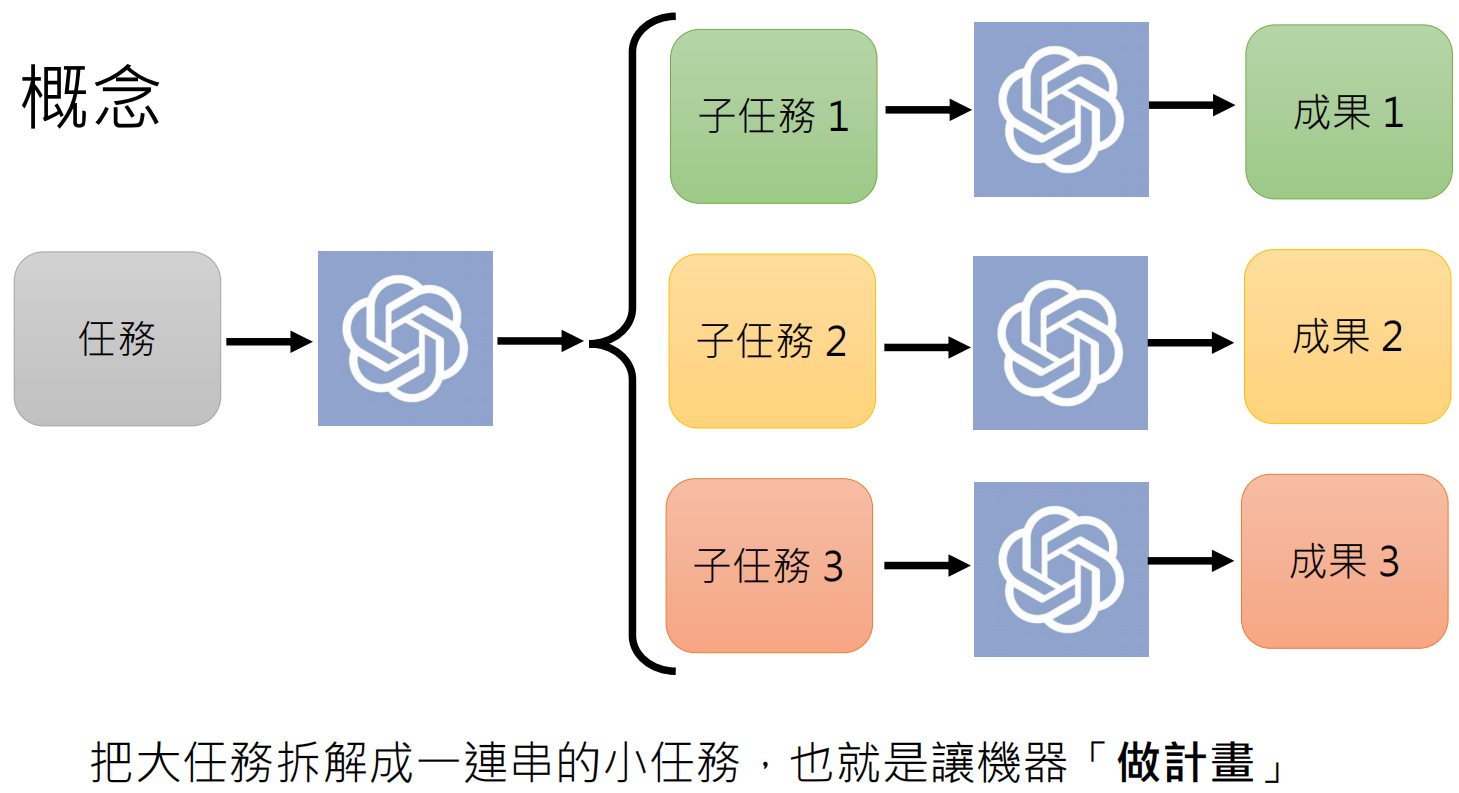 概念
子任務 1
成果 1
任務
子任務 2
成果 2
子任務 3
成果 3
把大任務拆解成一連串的小任務，也就是讓機器「做計畫」